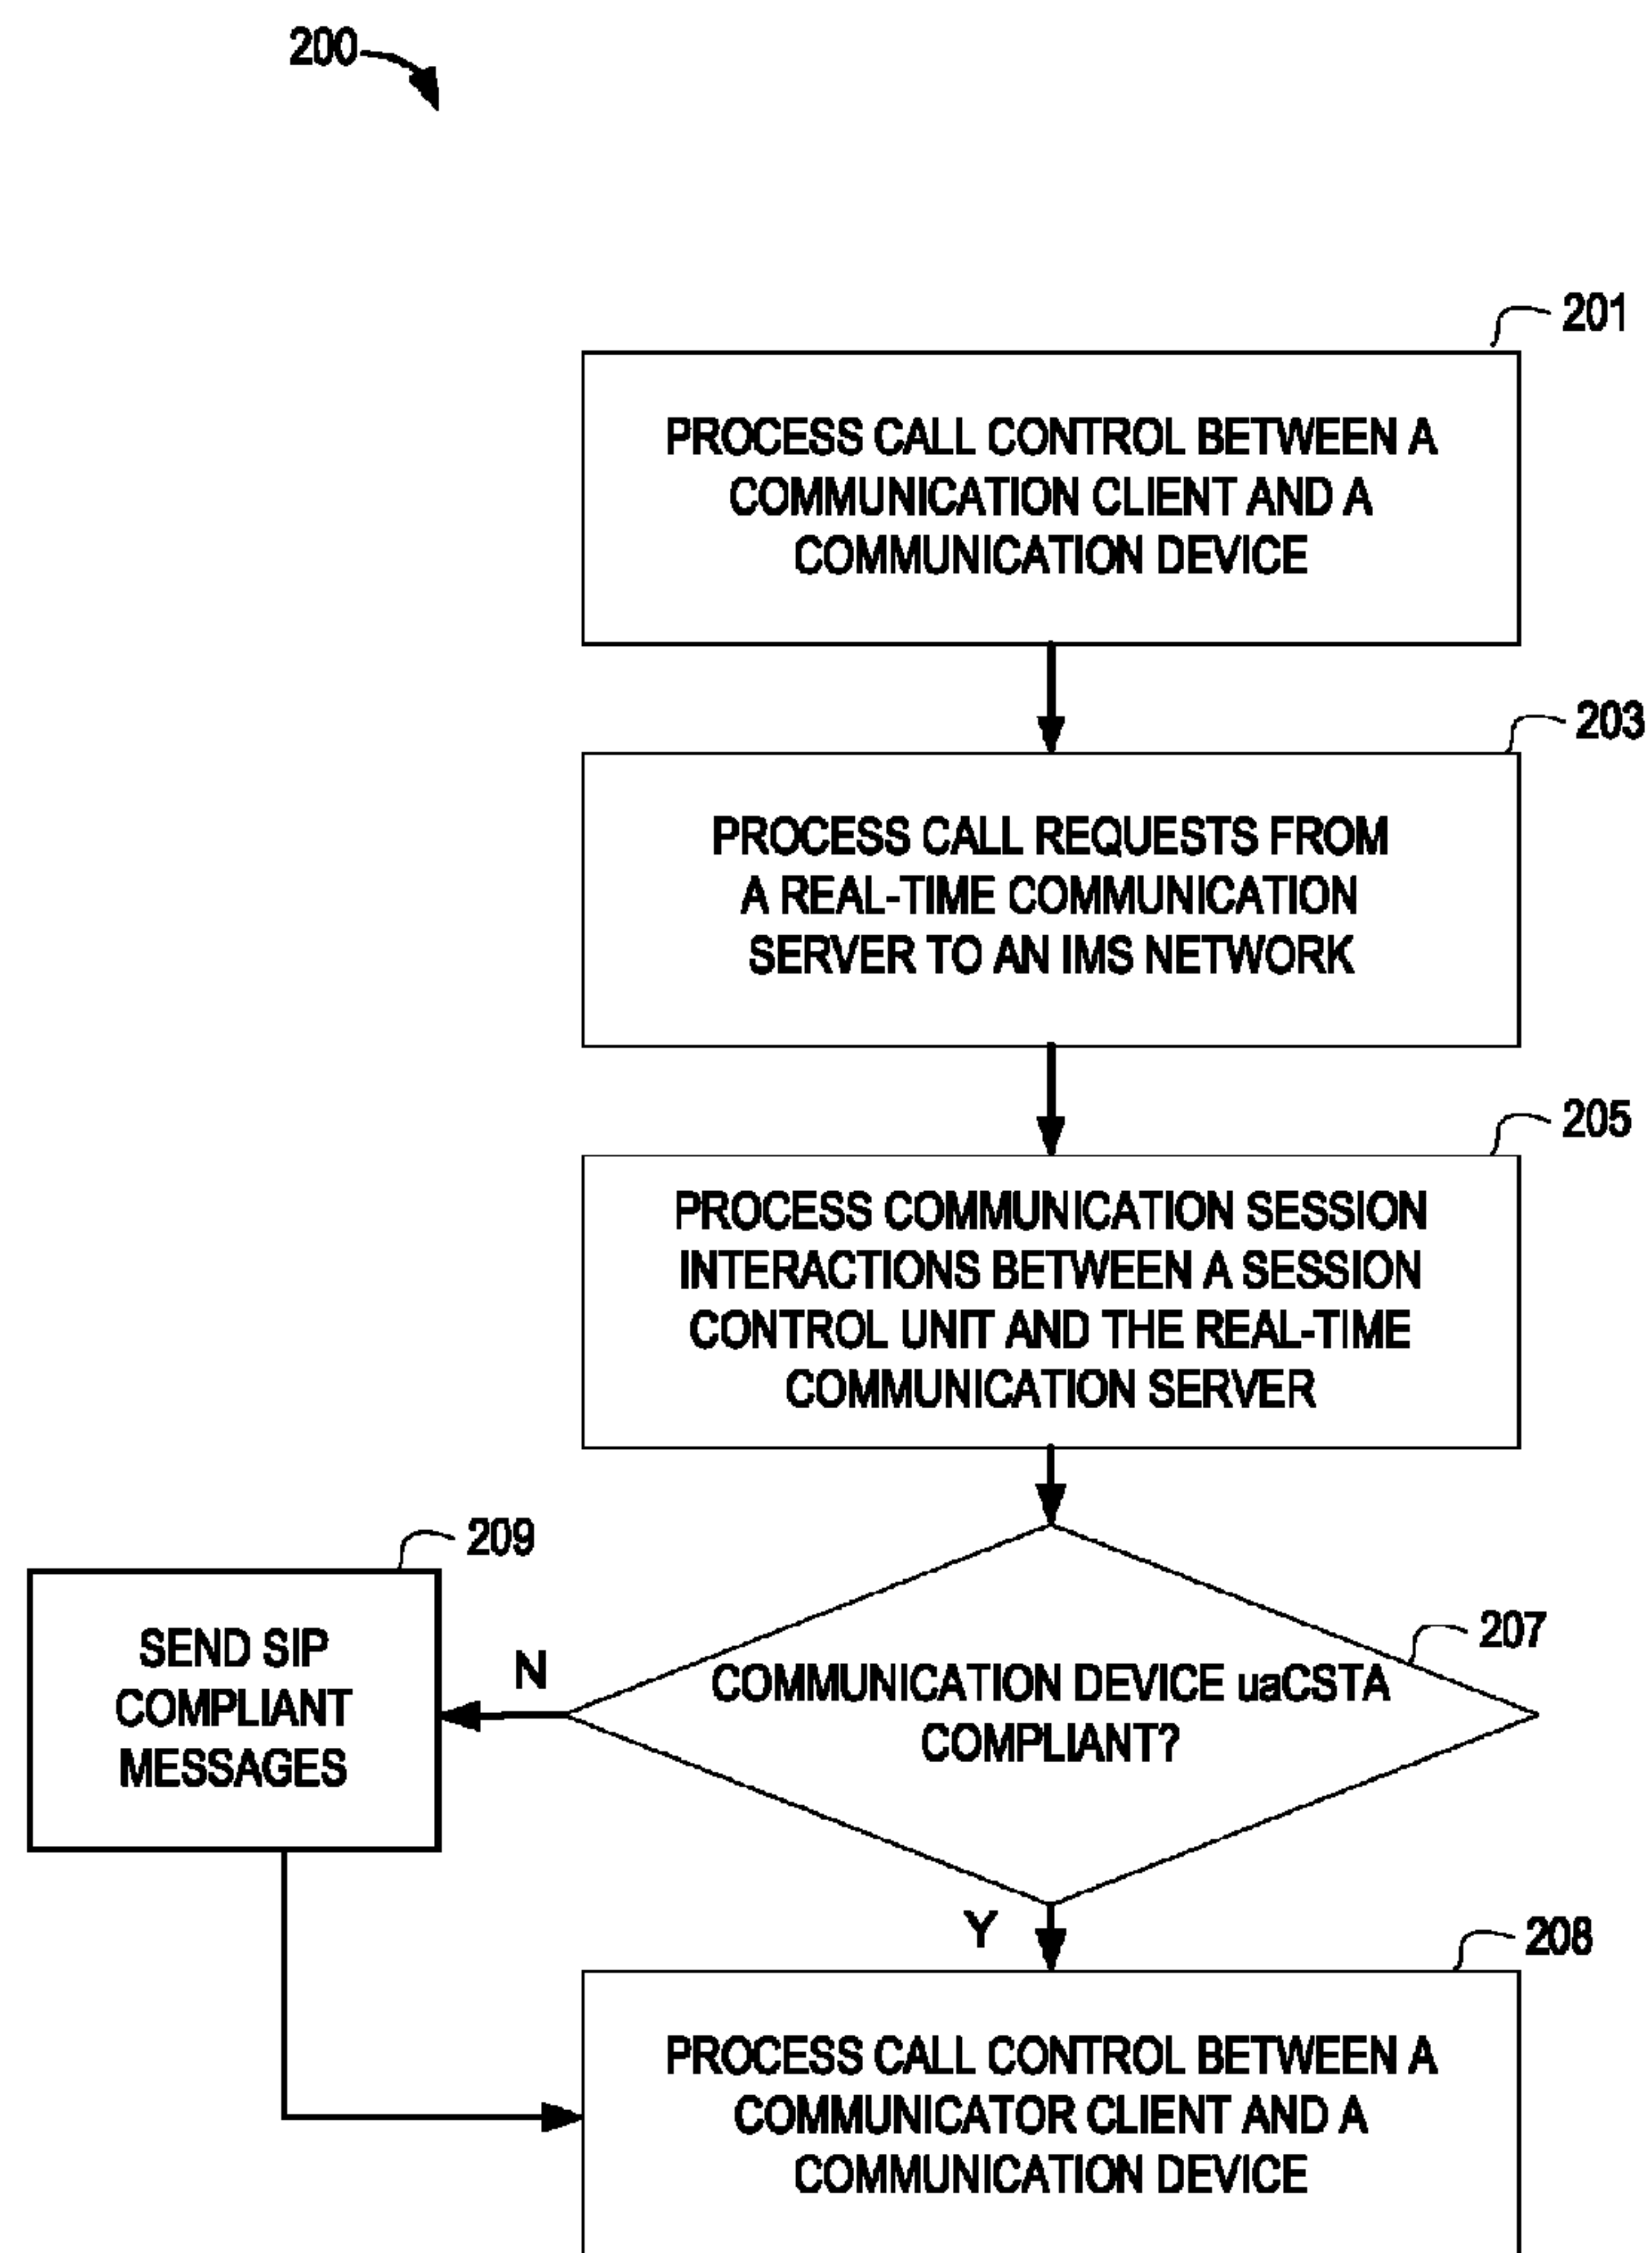 200
201
PROCESS CALL CONTROL BETWEEN A
COMMUNICATION CLIENT AND A
COMMUNICATION DEVICE
203
PROCESS CALL REQUESTS FROM
A REAL-TIME COMMUNICATION
SERVER TO AN IMS NETWORK
205
PROCESS COMMUNICATION SESSION
INTERACTIONS BETWEEN A SESSION
CONTROL UNIT AND THE REAL-TIME
COMMUNICATION SERVER
209
SEND SIP
COMPLIANT
MESSAGES
N
207
COMMUNICATION DEVICE uaCSTA
COMPLIANT?
Y
208
PROCESS CALL CONTROL BETWEEN A
COMMUNICATOR CLIENT AND A
COMMUNICATION DEVICE